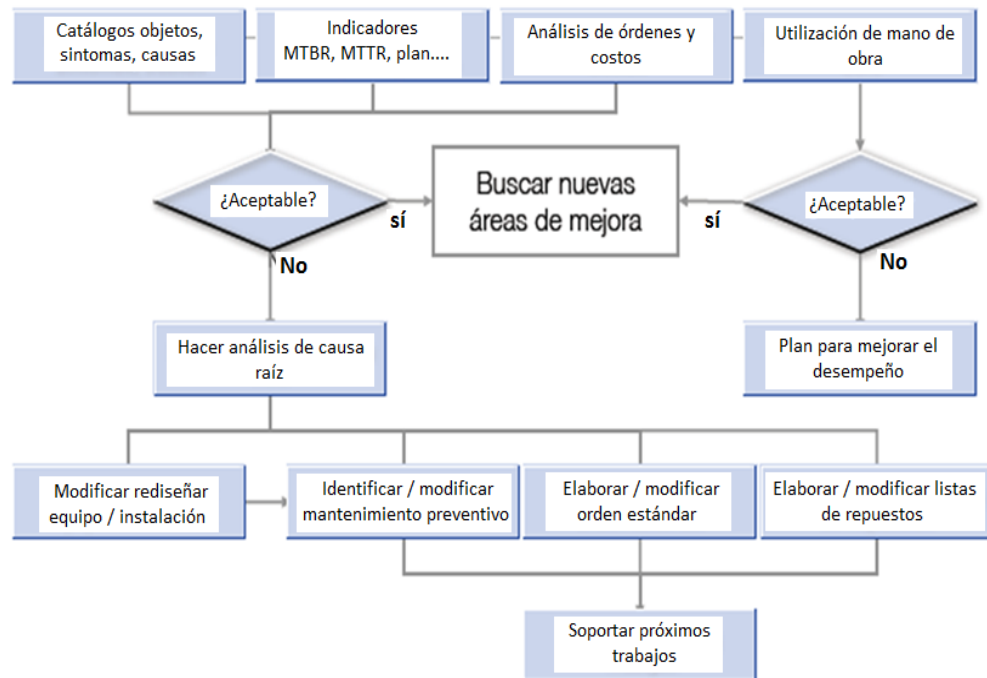 Catálogos objetos,
sintomas, causas
Indicadores
MTBR, MTTR, plan....
Análisis de órdenes y
costos
Utilización de mano de
obra
¿Aceptable?
sí
No
Buscar nuevas
áreas de mejora
¿Aceptable?
sí
No
Hacer análisis de causa
raíz
Plan para mejorar el
desempeño
Modificar rediseñar
equipo / instalación
Identificar / modificar
mantenimiento preventivo
Elaborar / modificar
orden estándar
Elaborar / modificar listas
de repuestos
Soportar próximos
trabajos